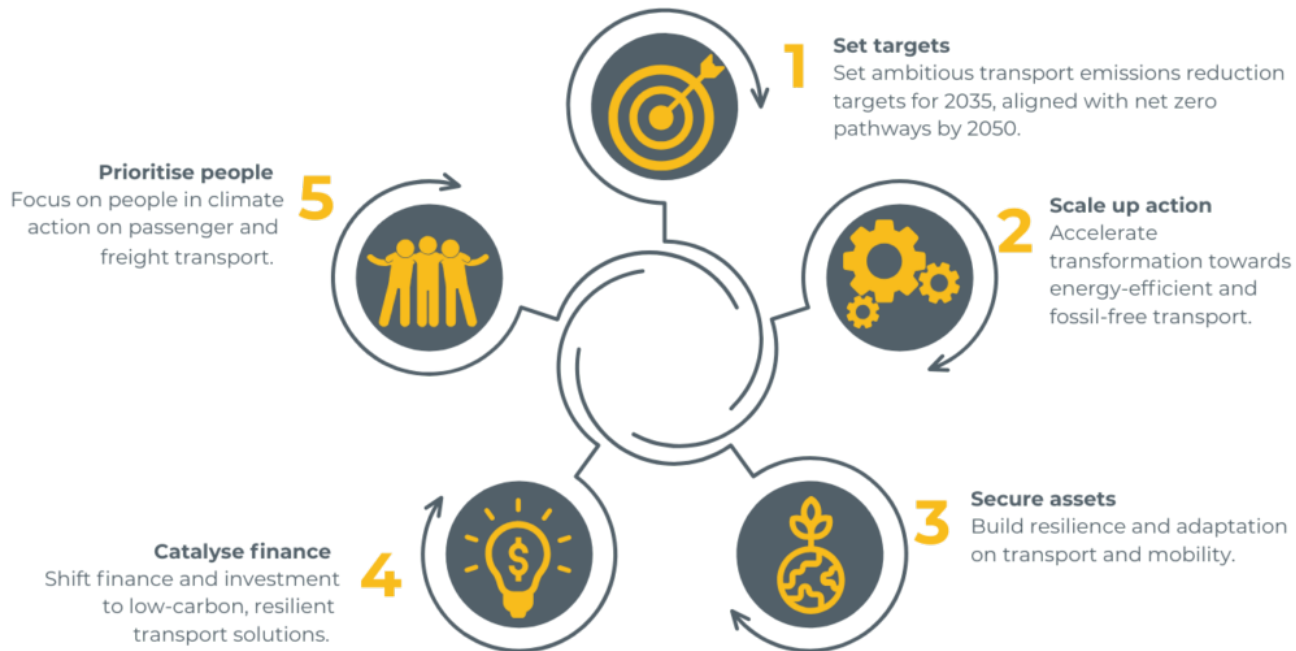 1
Set targets
Set ambitious transport emissions reduction
targets for 2035, aligned with net zero
pathways by 2050.
2
Scale up action
Accelerate
transformation towards
energy-efficient and
fossil-free transport.
3
Secure assets
Build resilience and adaptation
on transport and mobility.
4
Catalyse finance
Shift finance and investment
to low-carbon, resilient
transport solutions.
$
5
Prioritise people
Focus on people in climate
action on passenger and
freight transport.